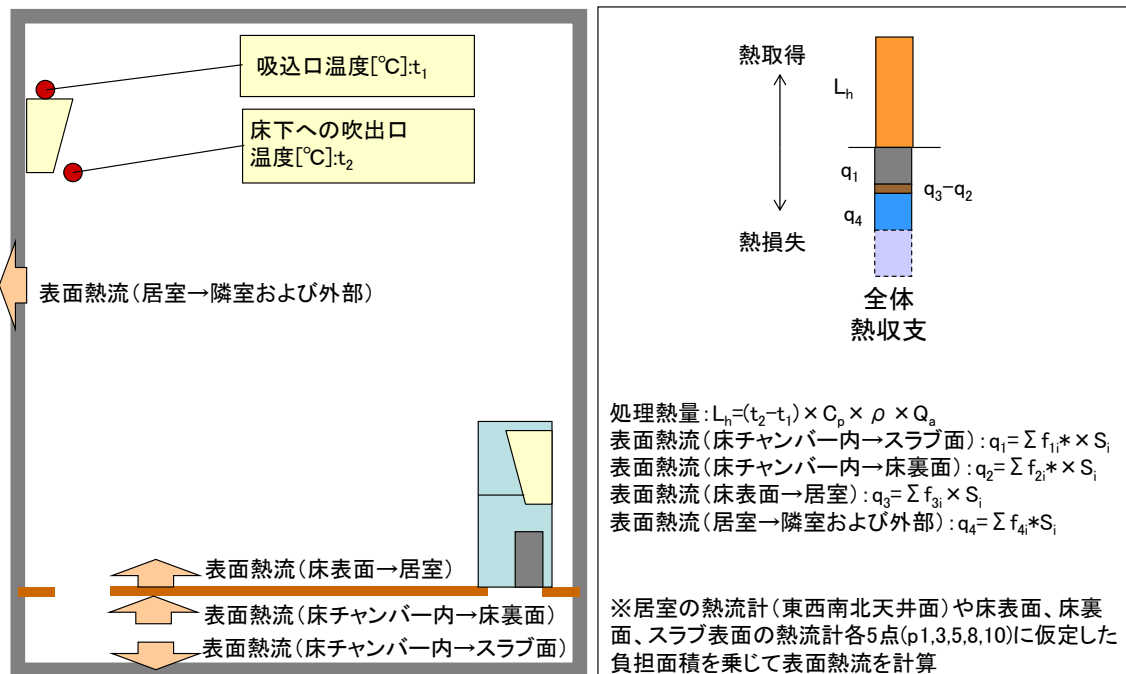 吸込口温度[℃]:t₁
床下への吹出口
温度[℃]:t₂
表面熱流(居室→隣室および外部)
表面熱流(床表面→居室)
表面熱流(床チャンバー内→床裏面)
表面熱流(床チャンバー内→スラブ面)
熱取得
Lₕ
q₁
q₃-q₂
q₄
熱損失
全体
熱収支
処理熱量:Lₕ=(t₂-t₁)×Cₚ×ρ×Qₐ
表面熱流(床チャンバー内→スラブ面):q₁=Σf₁ᵢ*×Sᵢ
表面熱流(床チャンバー内→床裏面):q₂=Σf₂ᵢ*×Sᵢ
表面熱流(床表面→居室):q₃=Σf₃ᵢ×Sᵢ
表面熱流(居室→隣室および外部):q₄=Σf₄ᵢ*Sᵢ
※居室の熱流計(東西南北天井面)や床表面、床裏
面、スラブ表面の熱流計各5点(p1,3,5,8,10)に仮定した
負担面積を乗じて表面熱流を計算